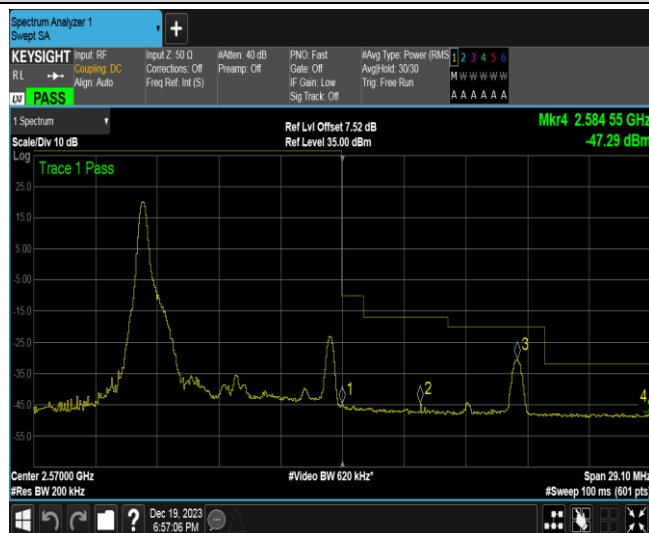 Spectrum Analyzer 1
Swept SA
+
KEYSIGHT
RL
LXI PASS
Input: RF
Coupling: DC
Align: Auto
Input Z: 50 Ω
Corrections: Off
Freq Ref: Int (S)
#Atten: 40 dB
Preamp: Off
PNO: Fast
Gate: Off
IF Gain: Low
Sig Track: Off
#Avg Type: Power (RMS
Avg|Hold: 30/30
Trig: Free Run
1 2 3 4 5 6
M W W W W W
A A A A A A
1 Spectrum
Scale/Div 10 dB
Ref Lvl Offset 7.52 dB
Ref Level 35.00 dBm
Mkr4 2.584 55 GHz
-47.29 dBm
Log
Trace 1 Pass
25.0
15.0
5.00
-5.00
-15.0
-25.0
-35.0
-45.0
-55.0
1
2
3
4
Center 2.57000 GHz
#Res BW 200 kHz
#Video BW 620 kHz*
Span 29.10 MHz
#Sweep 100 ms (601 pts)
?
Dec 19, 2023
6:57:06 PM